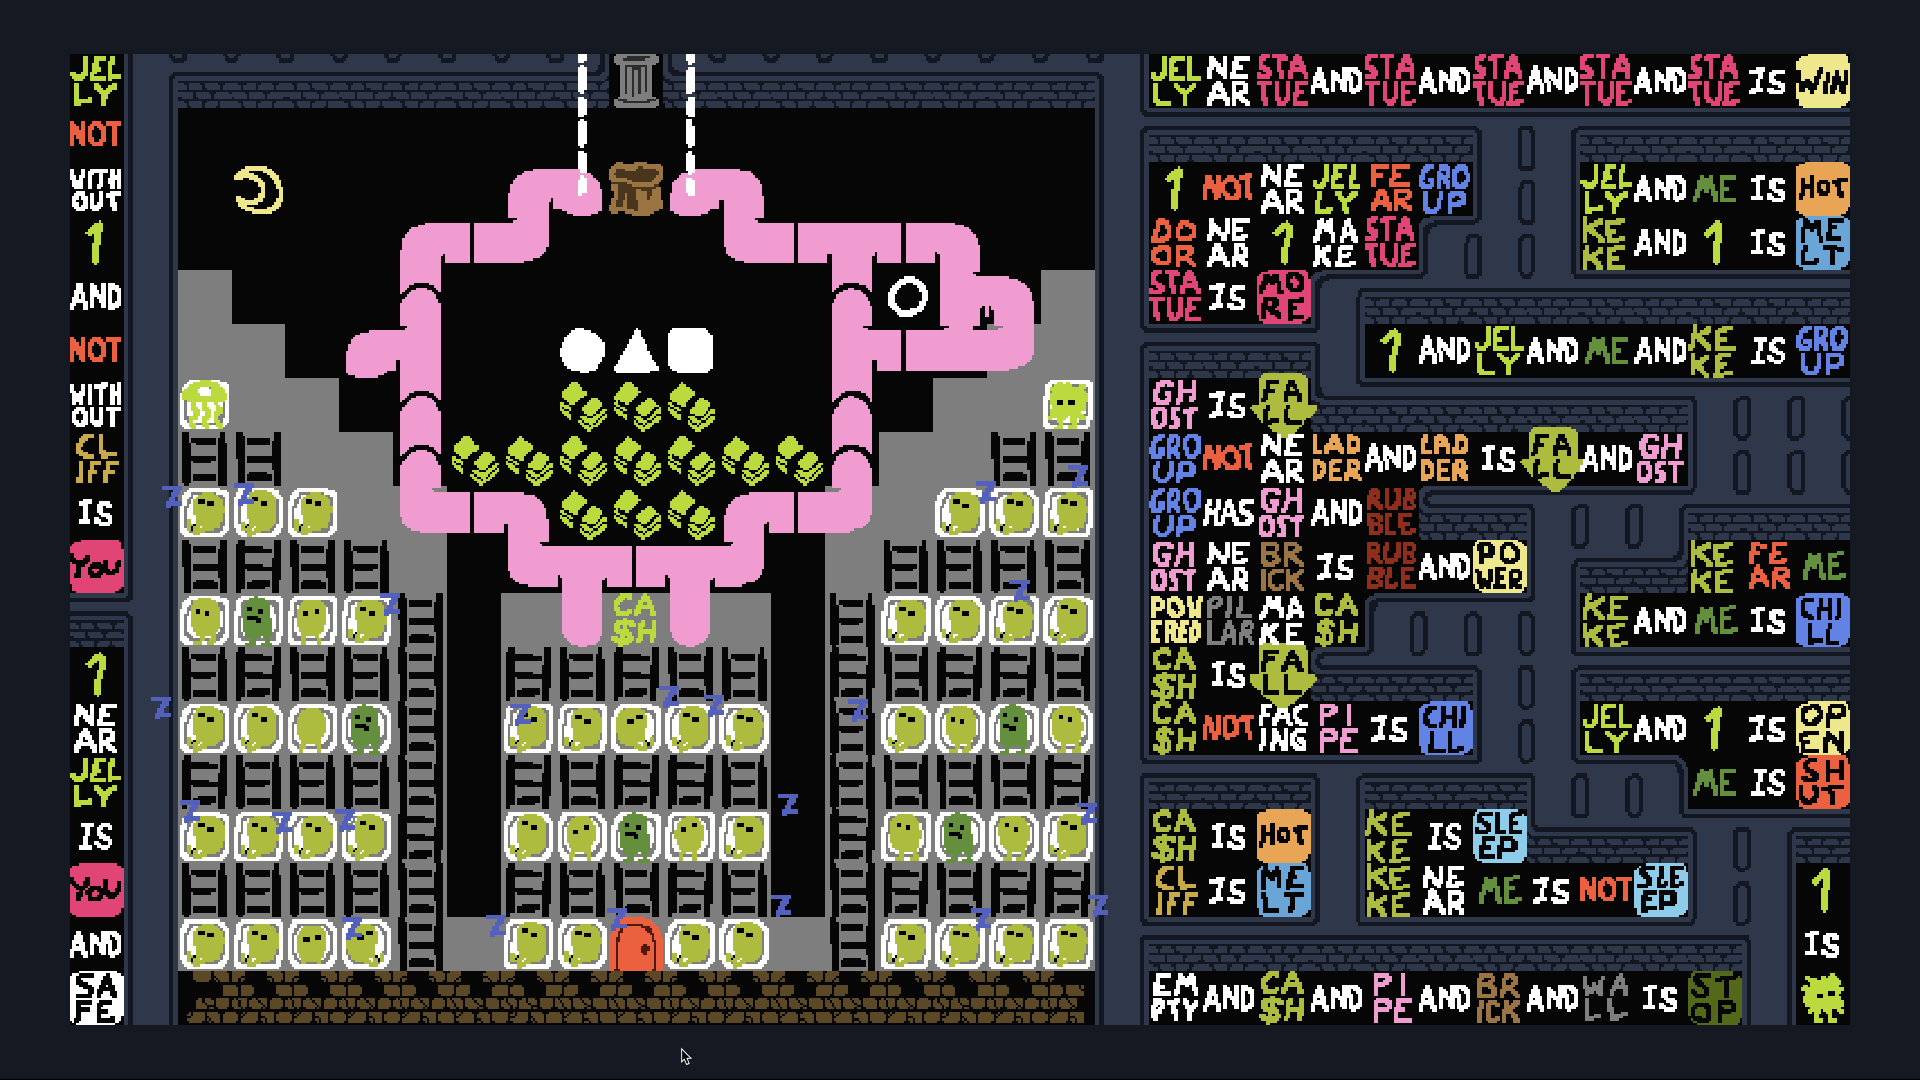 JELLY
NOT
WITHOUT
1
AND
NOT
WITHOUT
CLIFF
IS
YOU
1
NEAR
JELLY
IS
YOU
AND
SAFE
CA$H
JELLY NEAR STATUE AND STATUE AND STATUE AND STATUE AND STATUE IS WIN
1 NOT NEAR JELLY FEAR GROUP
DOOR NEAR 1 MAKE STATUE
STATUE IS MORE
JELLY AND ME IS HOT
KEKE AND 1 IS MELT
1 AND JELLY AND ME AND KEKE IS GROUP
GHOST IS FALL
GROUP NOT NEAR LADDER AND LADDER IS FALL AND GHOST
GROUP HAS GHOST AND RUBBLE
GHOST NEAR BRICK IS RUBBLE AND POWER
POWERED PILLAR MAKE CA$H
CA$H IS FALL
CA$H NOT FACING PIPE IS CHILL
KEKE FEAR ME
KEKE AND ME IS CHILL
JELLY AND 1 IS OPEN
ME IS SHUT
CA$H IS HOT
CLIFF IS MELT
KEKE IS SLEEP
KEKE NEAR ME IS NOT SLEEP
EMPTY AND CA$H AND PIPE AND BRICK AND WALL IS STOP
1
IS